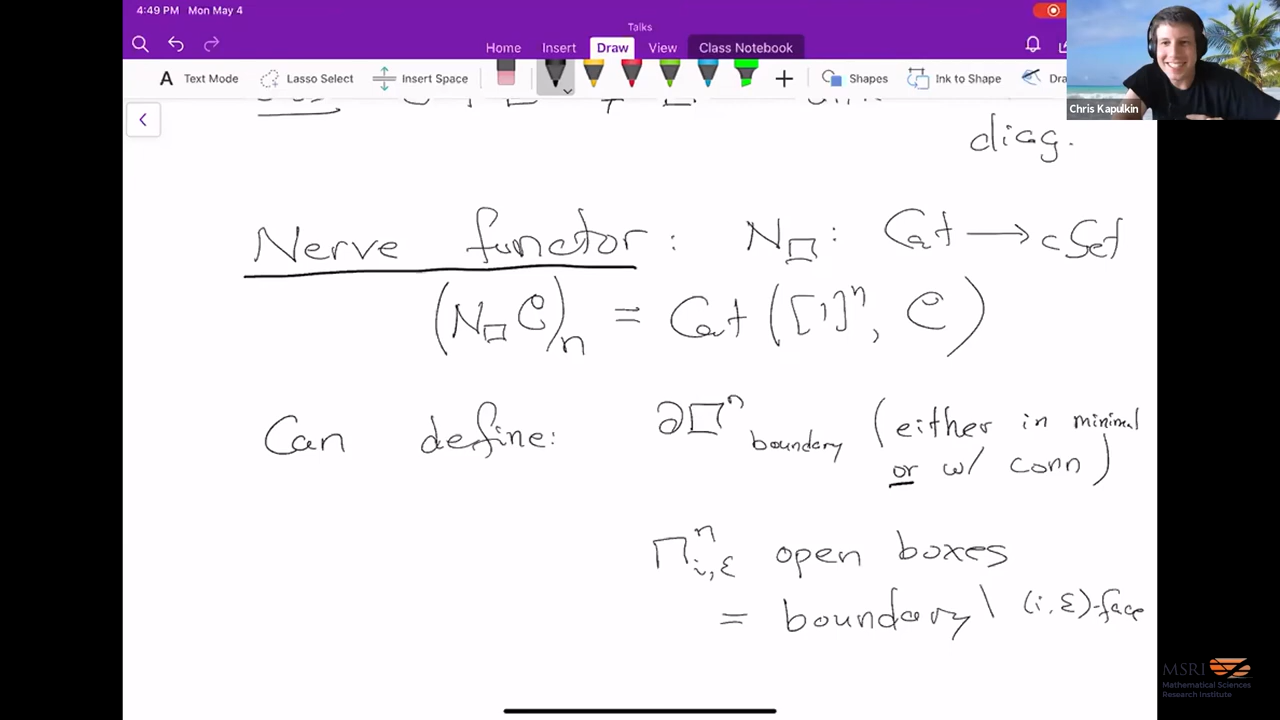 4:49 PM Mon May 4
Talks
Home Insert Draw View Class Notebook
Text Mode Lasso Select Insert Space Shapes Ink to Shape
Chris Kapulkin
diag.
Nerve functor: N□: Cat → cSet
(N□ C)n = Cat ([1]^n, C)
Can define: ∂□^n boundary (either in minimal
or w/ conn)
⊓^n_{i,ε} open boxes
= boundary \ (i,ε)-face
MSRI
Mathematical Sciences
Research Institute